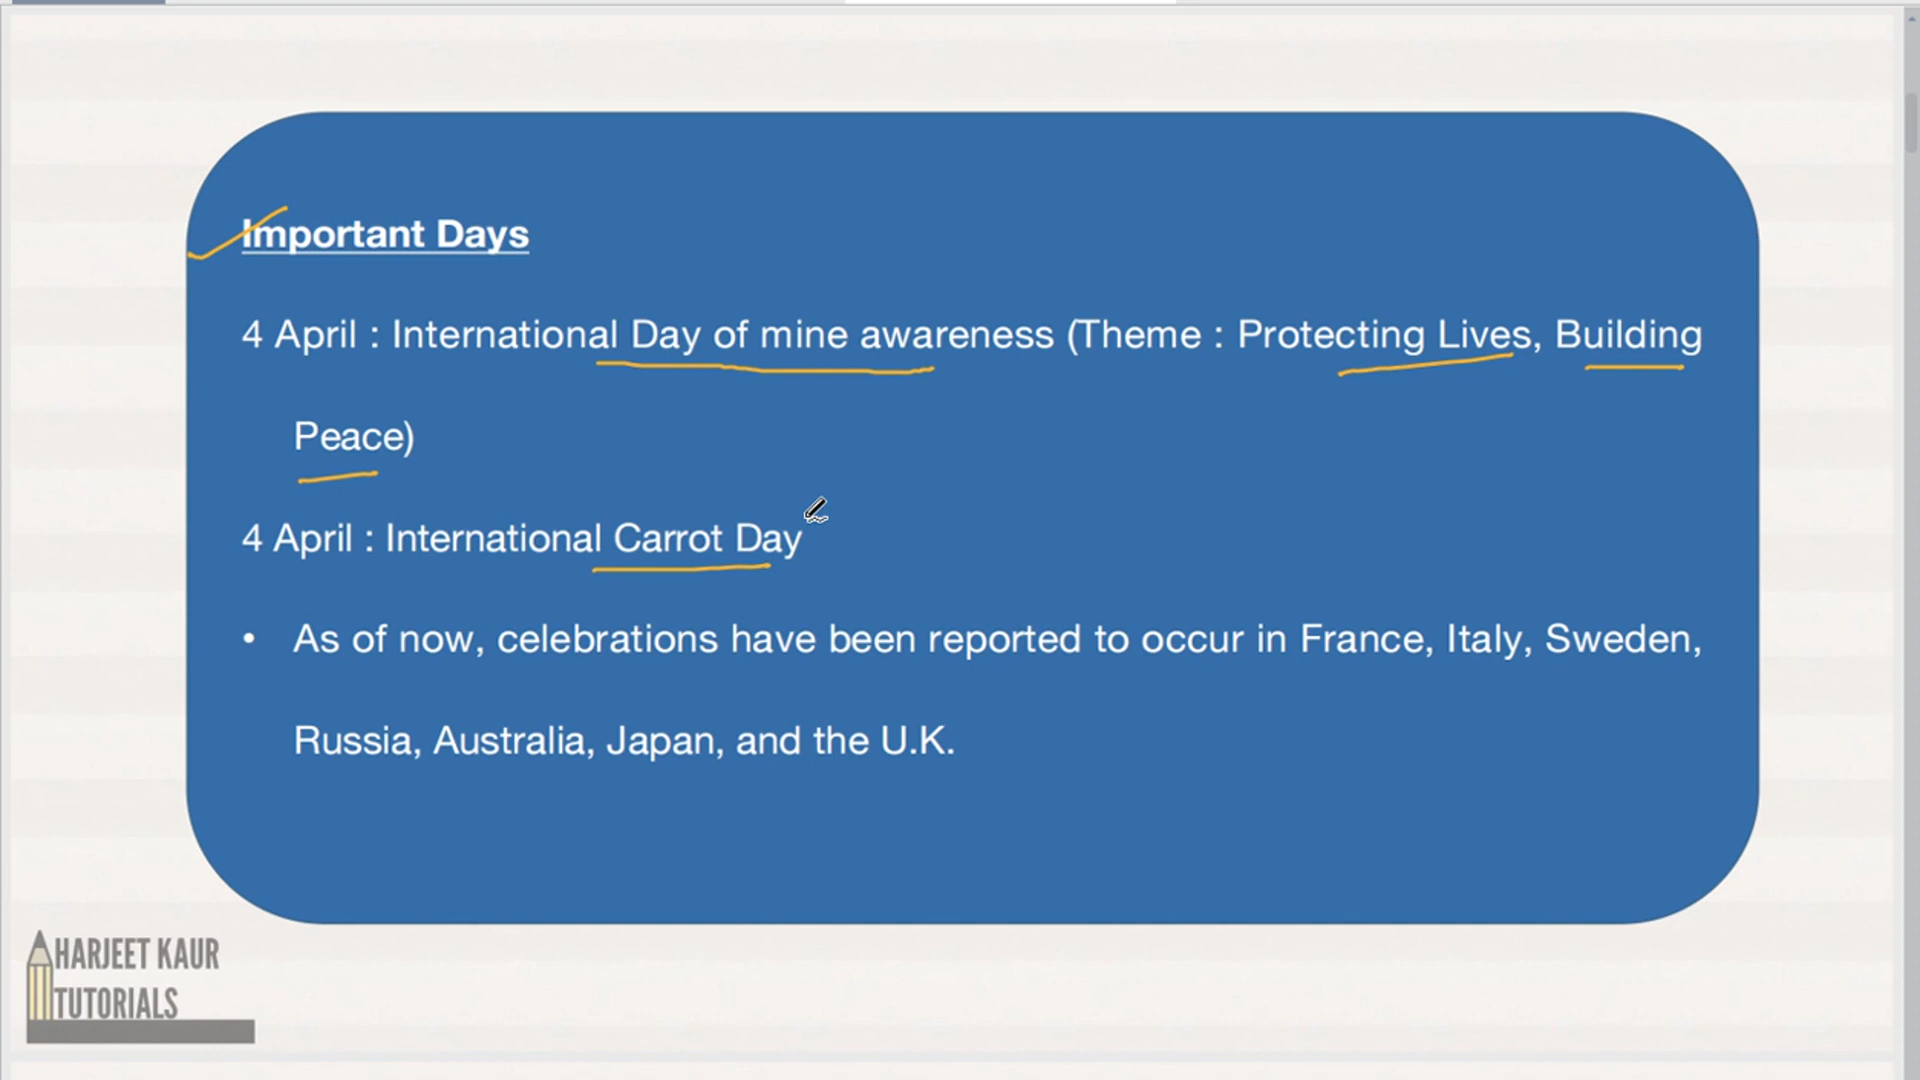 Important Days
4 April : International Day of mine awareness (Theme : Protecting Lives, Building
Peace)
4 April : International Carrot Day
• As of now, celebrations have been reported to occur in France, Italy, Sweden,
Russia, Australia, Japan, and the U.K.
HARJEET KAUR
TUTORIALS